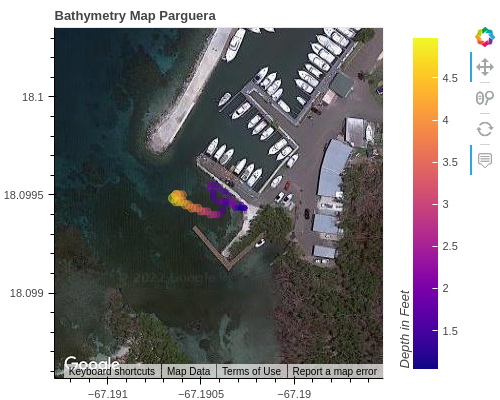 Bathymetry Map Parguera
18.1
18.0995
18.099
−67.191
−67.1905
−67.19
© 2022 Google
Google
Keyboard shortcuts
Map Data
Terms of Use
Report a map error
Depth in Feet
4.5
4
3.5
3
2.5
2
1.5